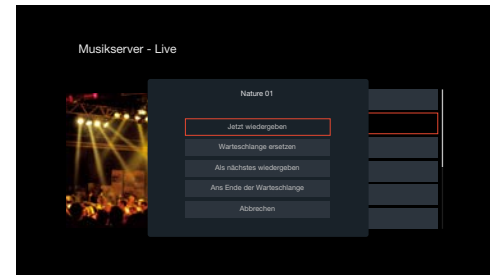 Musikserver - Live
Nature 01
Jetzt wiedergeben
Warteschlange ersetzen
Als nächstes wiedergeben
Ans Ende der Warteschlange
Abbrechen